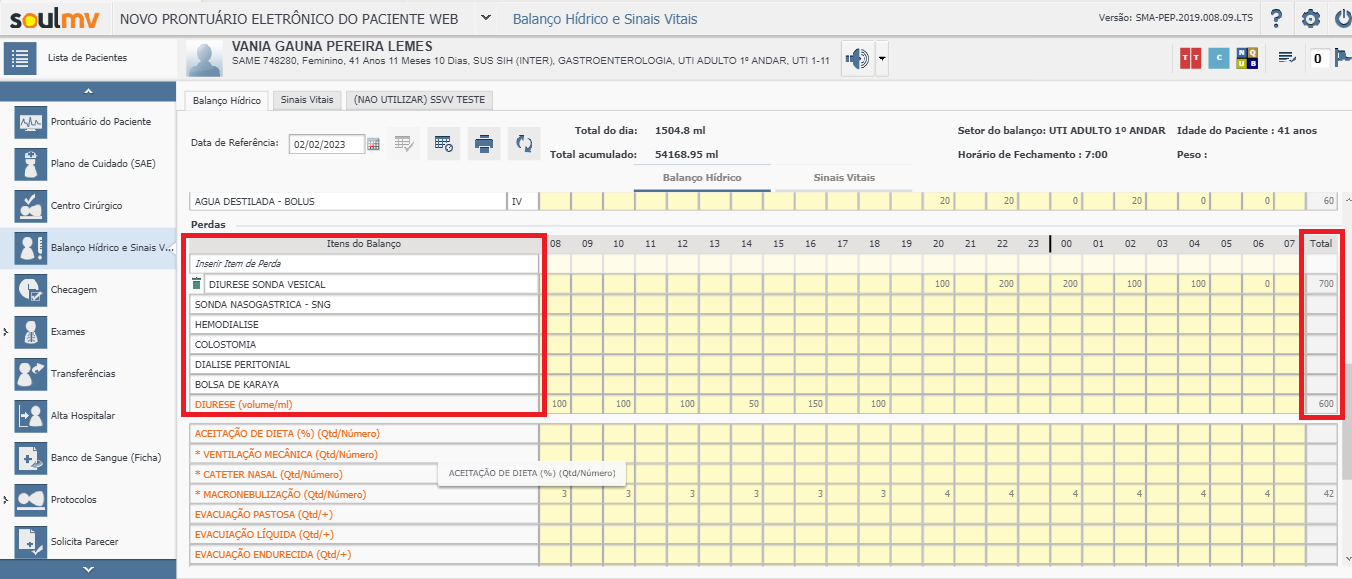 soulmv NOVO PRONTUÁRIO ELETRÔNICO DO PACIENTE WEB Balanço Hídrico e Sinais Vitais Versão: SMA-PEP.2019.008.09.LTS ?
Lista de Pacientes
VANIA GAUNA PEREIRA LEMES
SAME 748280, Feminino, 41 Anos 11 Meses 10 Dias, SUS SIH (INTER), GASTROENTEROLOGIA, UTI ADULTO 1º ANDAR, UTI 1-11
T T C N Q U B 0
Prontuário do Paciente
Plano de Cuidado (SAE)
Centro Cirúrgico
Balanço Hídrico e Sinais V...
Checagem
Exames
Transferências
Alta Hospitalar
Banco de Sangue (Ficha)
Protocolos
Solicita Parecer
Balanço Hídrico Sinais Vitais (NAO UTILIZAR) SSVV TESTE
Data de Referência: 02/02/2023
Total do dia: 1504.8 ml
Total acumulado: 54168.95 ml
Setor do balanço: UTI ADULTO 1º ANDAR Idade do Paciente : 41 anos
Horário de Fechamento : 7:00 Peso :
Balanço Hídrico Sinais Vitais
AGUA DESTILADA - BOLUS IV 20 20 0 20 0 0 60
Perdas
Itens do Balanço 08 09 10 11 12 13 14 15 16 17 18 19 20 21 22 23 00 01 02 03 04 05 06 07 Total
Inserir Item de Perda
DIURESE SONDA VESICAL 100 200 200 100 100 0 700
SONDA NASOGASTRICA - SNG
HEMODIALISE
COLOSTOMIA
DIALISE PERITONIAL
BOLSA DE KARAYA
DIURESE (volume/ml) 100 100 100 50 150 100 600
ACEITAÇÃO DE DIETA (%) (Qtd/Número)
* VENTILAÇÃO MECÂNICA (Qtd/Número)
* CATETER NASAL (Qtd/Número)
ACEITAÇÃO DE DIETA (%) (Qtd/Número)
* MACRONEBULIZAÇÃO (Qtd/Número) 3 3 3 3 3 3 4 4 4 4 4 4 42
EVACUAÇÃO PASTOSA (Qtd/+)
EVACUIAÇÃO LÍQUIDA (Qtd/+)
EVACUAÇÃO ENDURECIDA (Qtd/+)